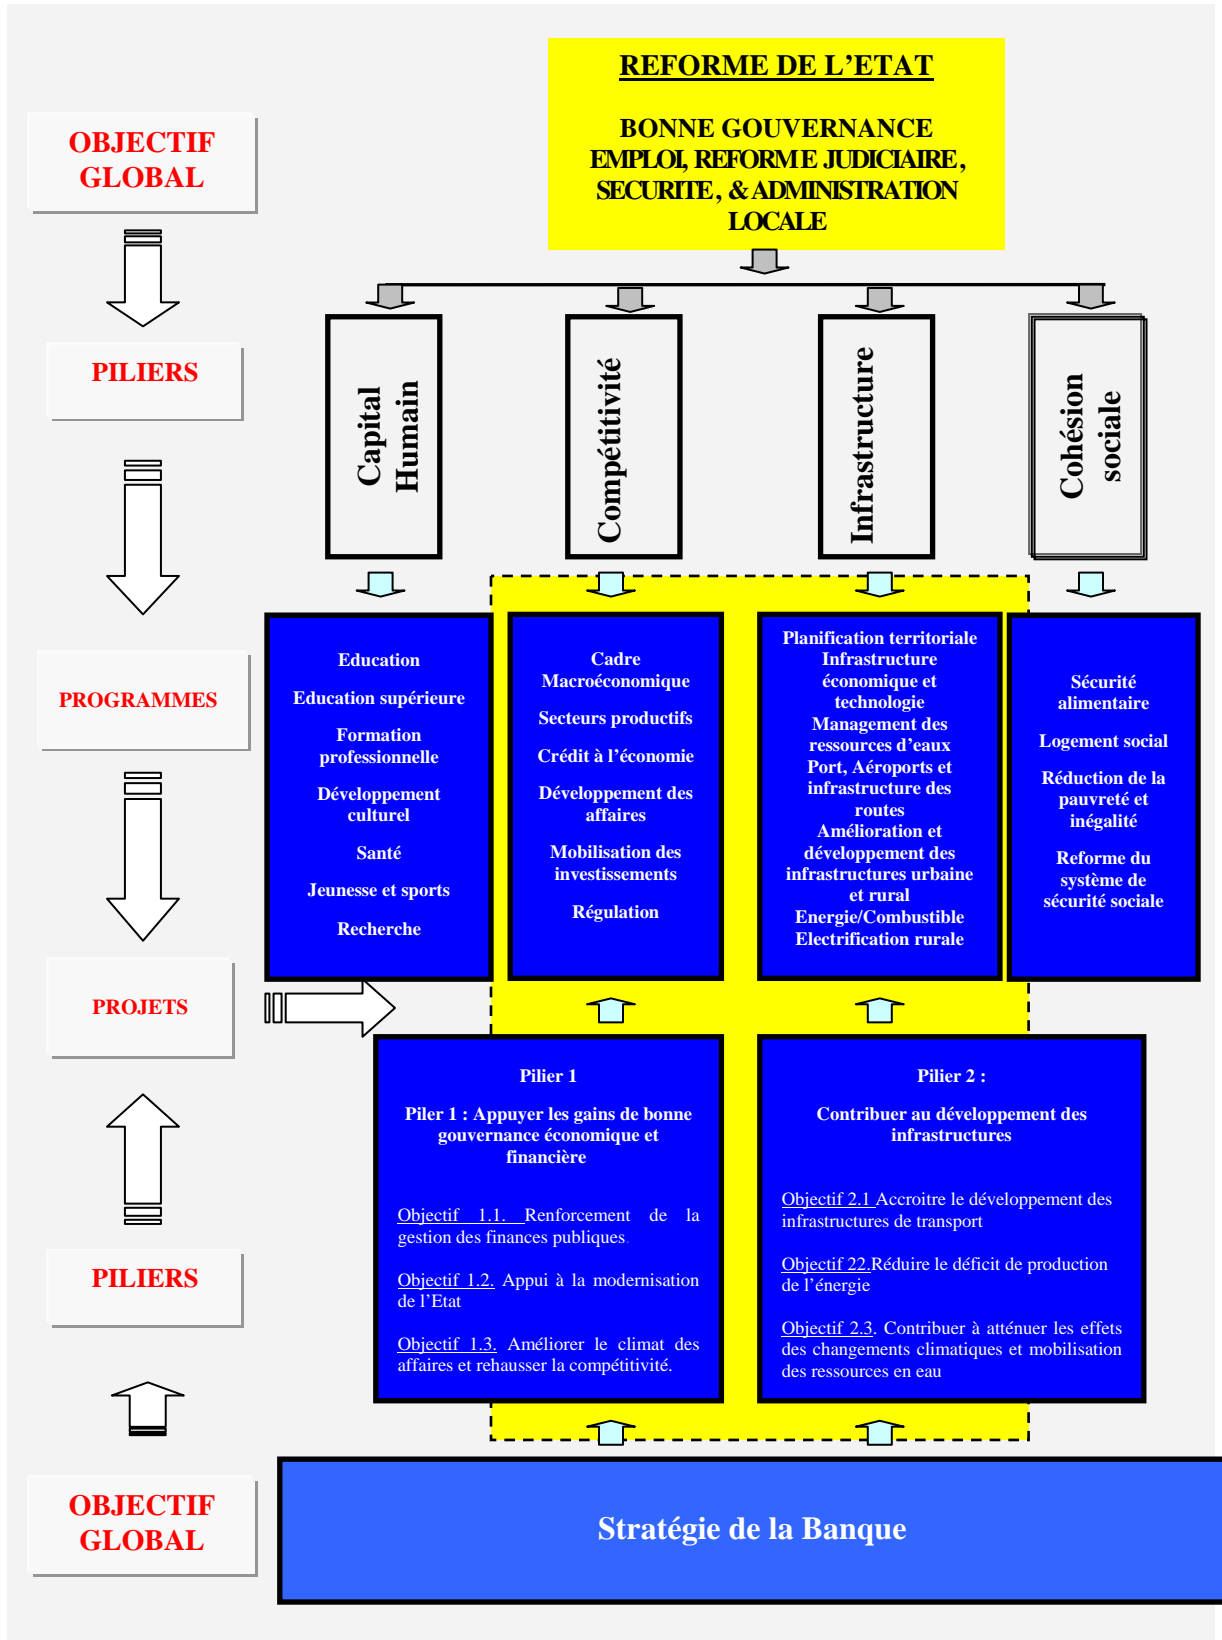 REFORME DE L'ETAT
BONNE GOUVERNANCE
EMPLOI, REFORME JUDICIAIRE,
SECURITE, & ADMINISTRATION
LOCALE
OBJECTIF
GLOBAL
PILIERS
Capital
Humain
Compétitivité
Infrastructure
Cohésion
sociale
PROGRAMMES
Education
Education supérieure
Formation
professionnelle
Développement
culturel
Santé
Jeunesse et sports
Recherche
Cadre
Macroéconomique
Secteurs productifs
Crédit à l'économie
Développement des
affaires
Mobilisation des
investissements
Régulation
Planification territoriale
Infrastructure
économique et
technologie
Management des
ressources d'eaux
Port, Aéroports et
infrastructure des
routes
Amélioration et
développement des
infrastructures urbaine
et rural
Energie/Combustible
Electrification rurale
Sécurité
alimentaire
Logement social
Réduction de la
pauvreté et
inégalité
Reforme du
système de
sécurité sociale
PROJETS
Pilier 1
Piler 1 : Appuyer les gains de bonne
gouvernance économique et
financière
Objectif 1.1. Renforcement de la
gestion des finances publiques.
Objectif 1.2. Appui à la modernisation
de l'Etat
Objectif 1.3. Améliorer le climat des
affaires et rehausser la compétitivité.
Pilier 2 :
Contribuer au développement des
infrastructures
Objectif 2.1 Accroitre le développement des
infrastructures de transport
Objectif 22.Réduire le déficit de production
de l'énergie
Objectif 2.3. Contribuer à atténuer les effets
des changements climatiques et mobilisation
des ressources en eau
PILIERS
OBJECTIF
GLOBAL
Stratégie de la Banque